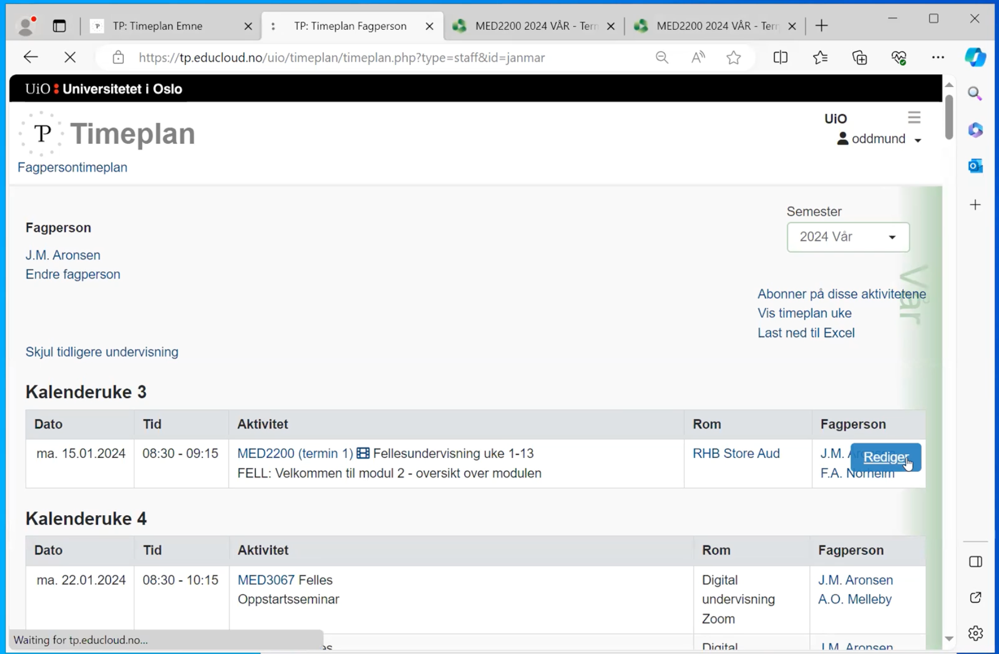 TP: Timeplan Emne
TP: Timeplan Fagperson
MED2200 2024 VÅR - Tern
MED2200 2024 VÅR - Tern
https://tp.educloud.no/uio/timeplan/timeplan.php?type=staff&id=janmar
UiO Universitetet i Oslo
TP Timeplan
UiO
oddmund
Fagpersontimeplan
Semester
2024 Vår
Fagperson
J.M. Aronsen
Endre fagperson
Vår
Abonner på disse aktivitetene
Vis timeplan uke
Last ned til Excel
Skjul tidligere undervisning
Kalenderuke 3
Dato Tid Aktivitet Rom Fagperson
ma. 15.01.2024 08:30 - 09:15 MED2200 (termin 1) Fellesundervisning uke 1-13 RHB Store Aud J.M.
Rediger
FELL: Velkommen til modul 2 - oversikt over modulen F.A. Norheim
Kalenderuke 4
Dato Tid Aktivitet Rom Fagperson
ma. 22.01.2024 08:30 - 10:15 MED3067 Felles Digital J.M. Aronsen
Oppstartsseminar undervisning A.O. Melleby
Zoom
Waiting for tp.educloud.no...
es Digital J.M. Aronsen